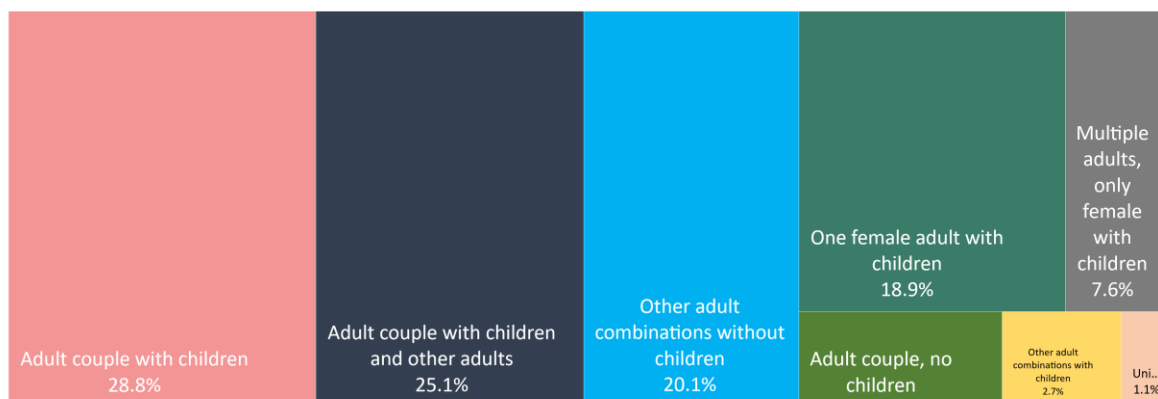 Adult couple with children
28.8%
Adult couple with children
and other adults
25.1%
Other adult
combinations without
children
20.1%
One female adult with
children
18.9%
Multiple
adults,
only
female
with
children
7.6%
Adult couple, no
children
Other adult
combinations with
children
2.7%
Uni...
1.1%